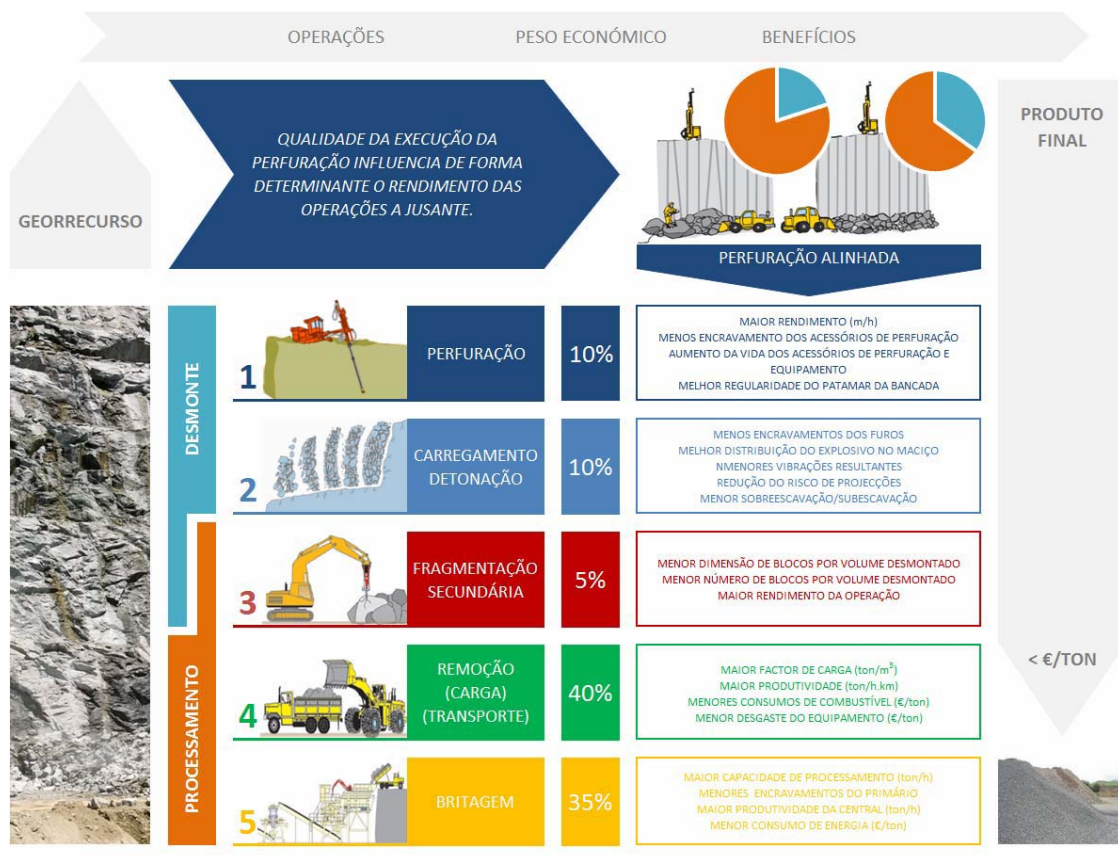 OPERAÇÕES
PESO ECONÓMICO
BENEFÍCIOS
GEORRECURSO
QUALIDADE DA EXECUÇÃO DA
PERFURAÇÃO INFLUENCIA DE FORMA
DETERMINANTE O RENDIMENTO DAS
OPERAÇÕES A JUSANTE.
PERFURAÇÃO ALINHADA
PRODUTO
FINAL
DESMONTE
1
PERFURAÇÃO
10%
MAIOR RENDIMENTO (m/h)
MENOS ENCRAVAMENTO DOS ACESSÓRIOS DE PERFURAÇÃO
AUMENTO DA VIDA DOS ACESSÓRIOS DE PERFURAÇÃO E
EQUIPAMENTO
MELHOR REGULARIDADE DO PATAMAR DA BANCADA
2
CARREGAMENTO
DETONAÇÃO
10%
MENOS ENCRAVAMENTOS DOS FUROS
MELHOR DISTRIBUIÇÃO DO EXPLOSIVO NO MACIÇO
NMENORES VIBRAÇÕES RESULTANTES
REDUÇÃO DO RISCO DE PROJECÇÕES
MENOR SOBREESCAVAÇÃO/SUBESCAVAÇÃO
3
FRAGMENTAÇÃO
SECUNDÁRIA
5%
MENOR DIMENSÃO DE BLOCOS POR VOLUME DESMONTADO
MENOR NÚMERO DE BLOCOS POR VOLUME DESMONTADO
MAIOR RENDIMENTO DA OPERAÇÃO
PROCESSAMENTO
4
REMOÇÃO
(CARGA)
(TRANSPORTE)
40%
MAIOR FACTOR DE CARGA (ton/m³)
MAIOR PRODUTIVIDADE (ton/h.km)
MENORES CONSUMOS DE COMBUSTÍVEL (€/ton)
MENOR DESGASTE DO EQUIPAMENTO (€/ton)
< €/TON
5
BRITAGEM
35%
MAIOR CAPACIDADE DE PROCESSAMENTO (ton/h)
MENORES ENCRAVAMENTOS DO PRIMÁRIO
MAIOR PRODUTIVIDADE DA CENTRAL (ton/h)
MENOR CONSUMO DE ENERGIA (€/ton)